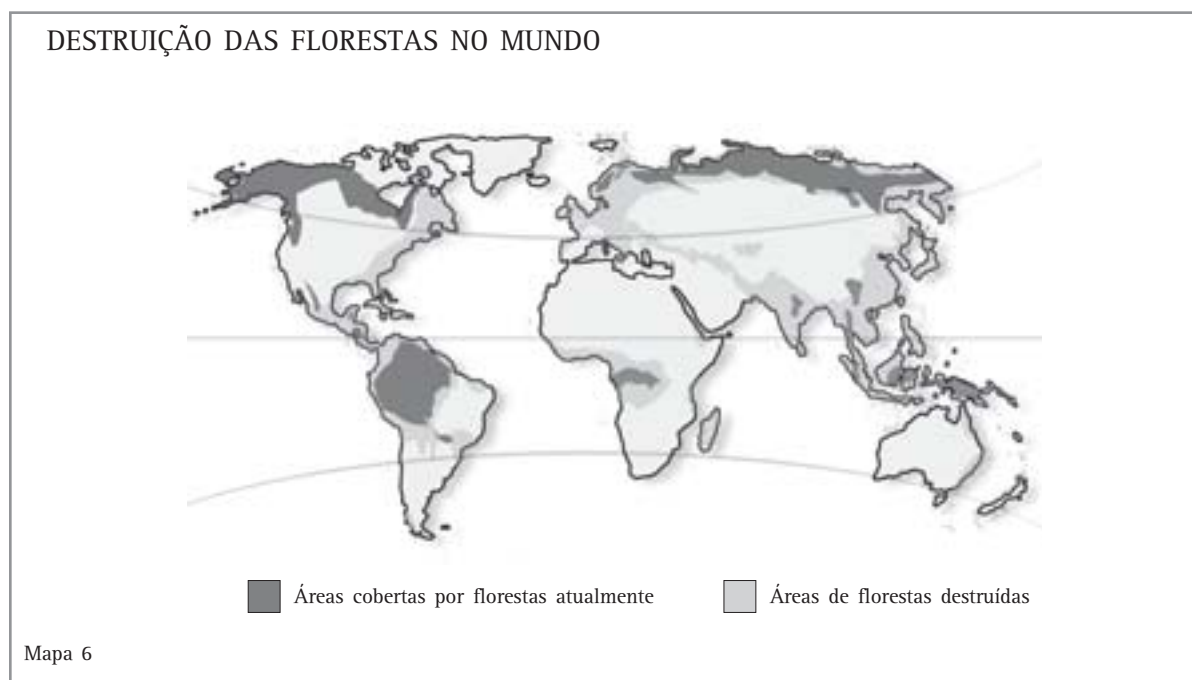 DESTRUIÇÃO DAS FLORESTAS NO MUNDO
Áreas cobertas por florestas atualmente
Áreas de florestas destruídas
Mapa 6